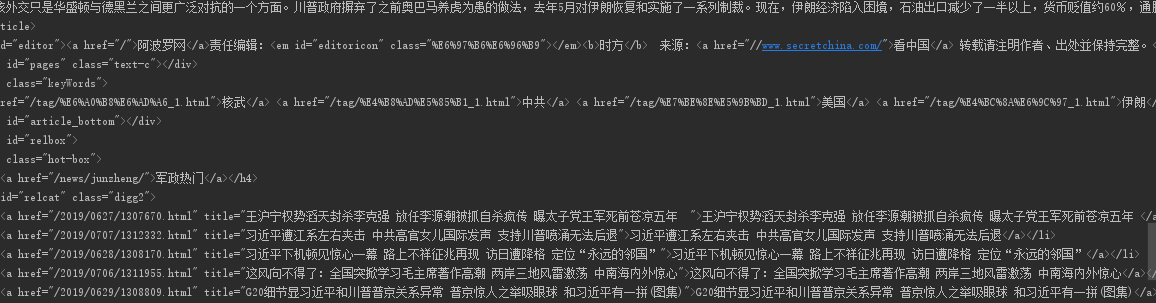 核外交只是华盛顿与德黑兰之间更广泛对抗的一个方面。川普政府摒弃了之前奥巴马养虎为患的做法，去年5月对伊朗恢复和实施了一系列制裁。现在，伊朗经济陷入困境，石油出口减少了一半以上，货币贬值约60%，通胀
ticle>
d="editor"><a href="/">阿波罗网</a>责任编辑：<em id="editoricon" class="%E6%97%B6%E6%96%B9"></em><b>时方</b>  来源：<a href="//www.secretchina.com/">看中国</a> 转载请注明作者、出处並保持完整。<
id="pages" class="text-c"></div>
class="keyWords">
ref="/tag/%E6%A0%B8%E6%AD%A6_1.html">核武</a> <a href="/tag/%E4%B8%AD%E5%85%B1_1.html">中共</a> <a href="/tag/%E7%BE%8E%E5%9B%BD_1.html">美国</a> <a href="/tag/%E4%BC%8A%E6%9C%97_1.html">伊朗</
id="article_bottom"></div>
id="relbox">
class="hot-box">
<a href="/news/junzheng/">军政热门</a></h4>
id="relcat" class="digg2">
<a href="/2019/0627/1307670.html" title="王沪宁权势滔天封杀李克强 放任李源潮被抓自杀疯传 曝太子党王军死前苍凉五年  ">王沪宁权势滔天封杀李克强 放任李源潮被抓自杀疯传 曝太子党王军死前苍凉五年 </a
<a href="/2019/0707/1312332.html" title="习近平遭江系左右夹击 中共高官女儿国际发声 支持川普喷涌无法后退">习近平遭江系左右夹击 中共高官女儿国际发声 支持川普喷涌无法后退</a></li>
<a href="/2019/0628/1308170.html" title="习近平下机顿见惊心一幕 路上不祥征兆再现 访日遭降格 定位“永远的邻国”">习近平下机顿见惊心一幕 路上不祥征兆再现 访日遭降格 定位“永远的邻国”</a></li>
<a href="/2019/0706/1311955.html" title="这风向不得了：全国突掀学习毛主席著作高潮 两岸三地风雷激荡 中南海内外惊心">这风向不得了：全国突掀学习毛主席著作高潮 两岸三地风雷激荡 中南海内外惊心</a></
<a href="/2019/0629/1308809.html" title="G20细节显习近平和川普普京关系异常 普京惊人之举吸眼球 和习近平有一拼(图集)">G20细节显习近平和川普普京关系异常 普京惊人之举吸眼球 和习近平有一拼(图集)</a></li>